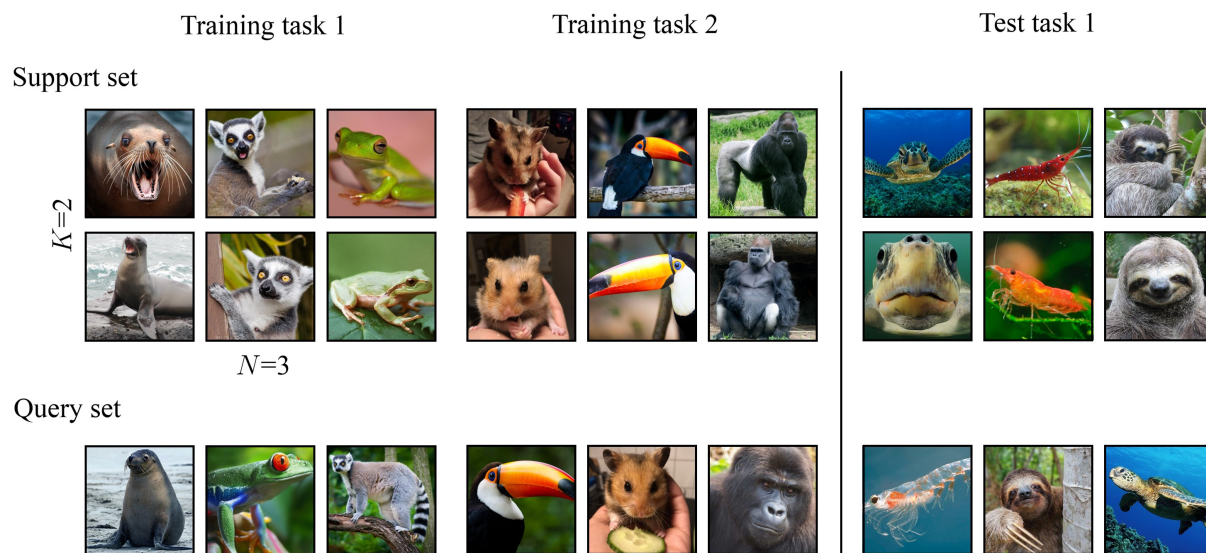 Training task 1
Training task 2
Test task 1
Support set
K=2
N=3
Query set